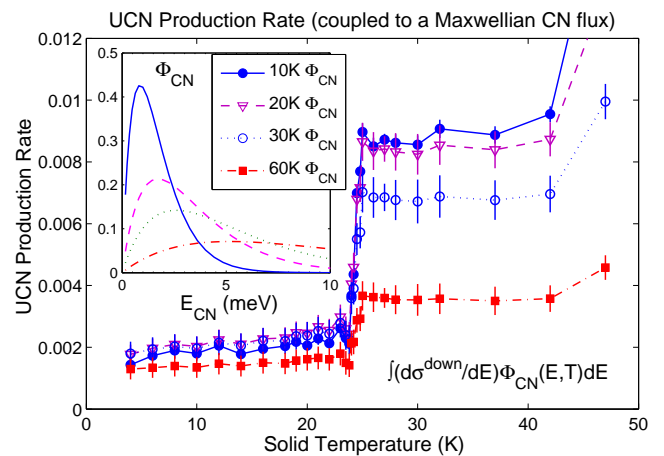 UCN Production Rate (coupled to a Maxwellian CN flux)
UCN Production Rate
0.012
0.01
0.008
0.006
0.004
0.002
0
0 10 20 30 40 50
Solid Temperature (K)
Φ_CN
0.5
0.4
0.3
0.2
0.1
0
0 5 10
E_CN (meV)
10K Φ_CN
20K Φ_CN
30K Φ_CN
60K Φ_CN
∫(dσ^down/dE)Φ_CN(E,T)dE